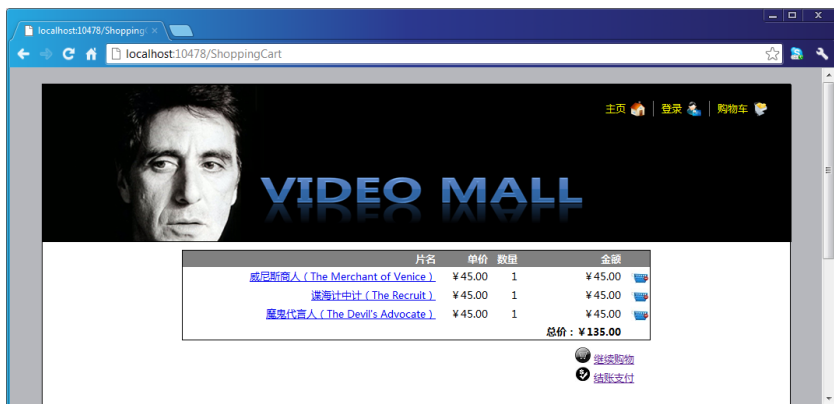 localhost:10478/Shopping
localhost:10478/ShoppingCart
主页 登录 购物车
VIDEO MALL
片名 单价 数量 金额
威尼斯商人（The Merchant of Venice） ￥45.00 1 ￥45.00
谍海计中计（The Recruit） ￥45.00 1 ￥45.00
魔鬼代言人（The Devil's Advocate） ￥45.00 1 ￥45.00
总价：￥135.00
继续购物
结账支付